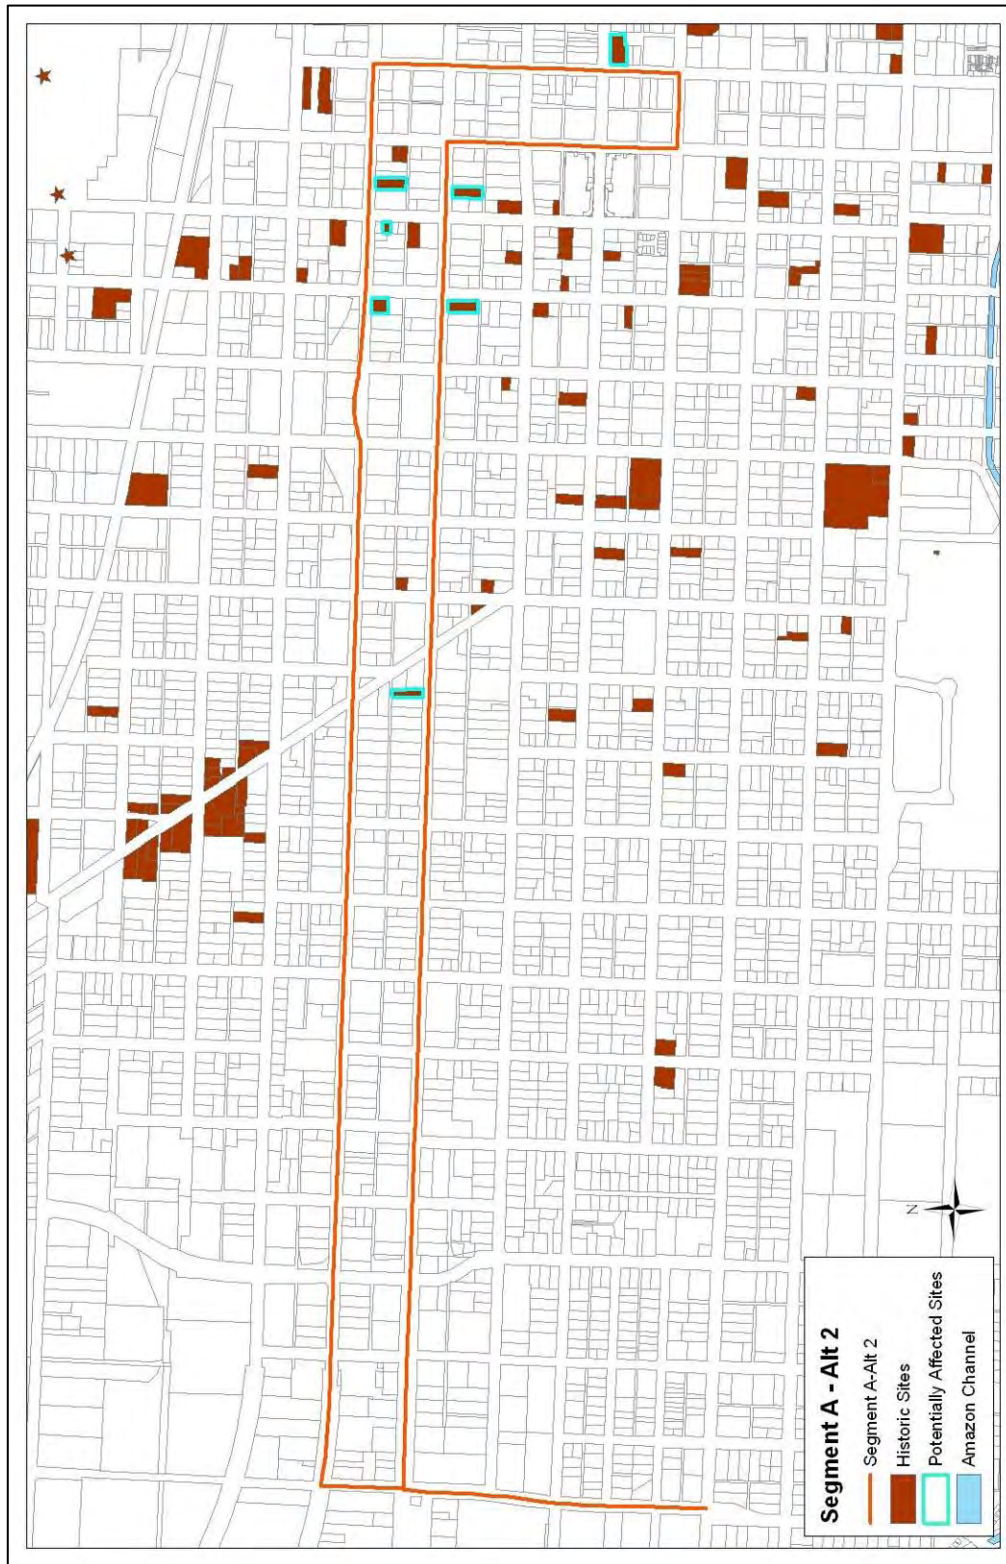 N
Segment A - Alt 2
Segment A-Alt 2
Historic Sites
Potentially Affected Sites
Amazon Channel